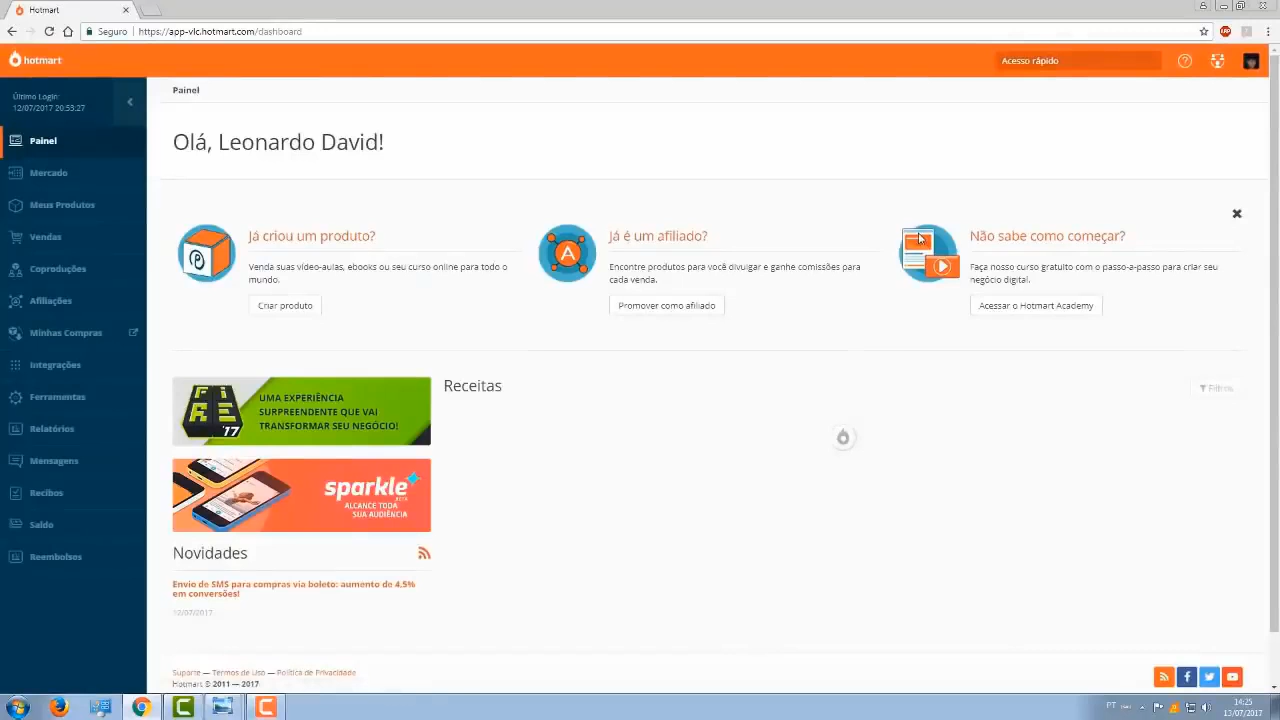 Hotmart
Seguro
https://app-vlc.hotmart.com/dashboard
hotmart
Acesso rápido
Último Login:
12/07/2017 20:53:27
Painel
Mercado
Meus Produtos
Vendas
Coproduções
Afiliações
Minhas Compras
Integrações
Ferramentas
Relatórios
Mensagens
Recibos
Saldo
Reembolsos
Painel
Olá, Leonardo David!
Já criou um produto?
Venda suas vídeo-aulas, ebooks ou seu curso online para todo o
mundo.
Criar produto
Já é um afiliado?
Encontre produtos para você divulgar e ganhe comissões para
cada venda.
Promover como afiliado
Não sabe como começar?
Faça nosso curso gratuito com o passo-a-passo para criar seu
negócio digital.
Acessar o Hotmart Academy
FIRE
'17
UMA EXPERIÊNCIA
SURPREENDENTE QUE VAI
TRANSFORMAR SEU NEGÓCIO!
sparkle
BETA
ALCANCE TODA
SUA AUDIÊNCIA
Receitas
Filtros
Novidades
Envio de SMS para compras via boleto: aumento de 4,5%
em conversões!
12/07/2017
Suporte — Termos de Uso — Política de Privacidade
Hotmart © 2011 — 2017
PT
14:25
13/07/2017